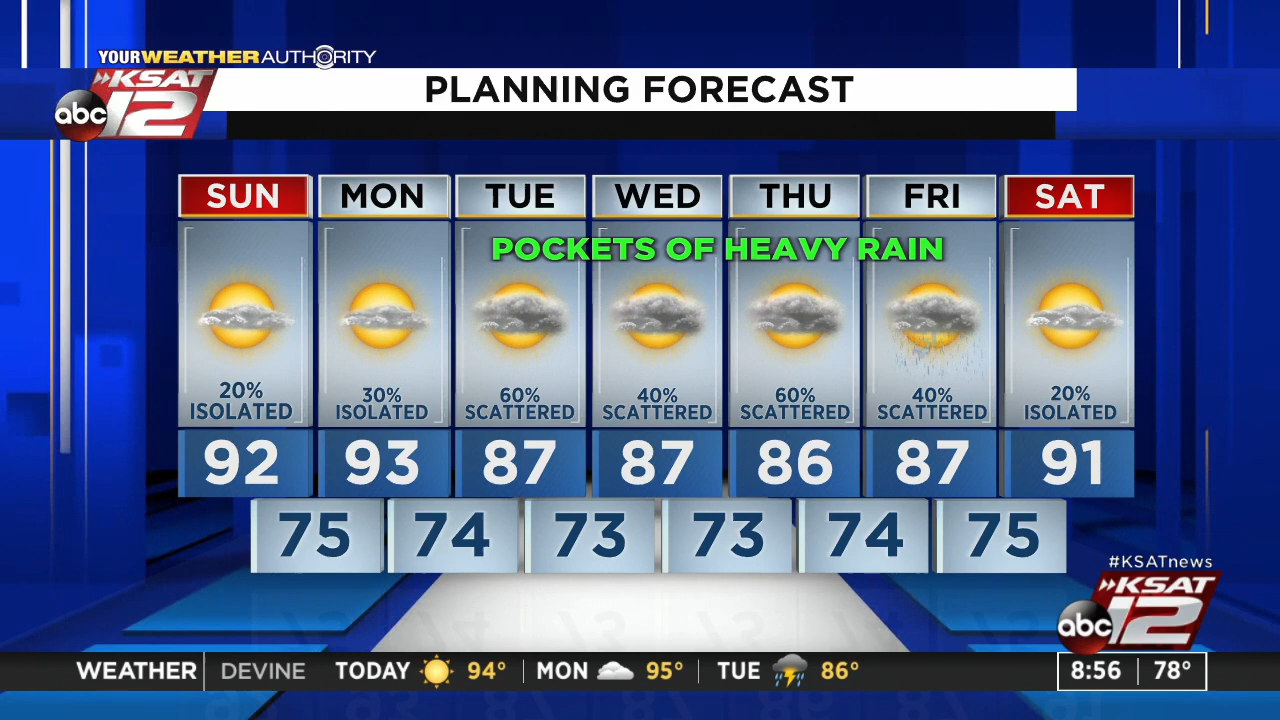 YOURWEATHERAUTHORITY
KSAT
abc 12
PLANNING FORECAST
SUN MON TUE WED THU FRI SAT
POCKETS OF HEAVY RAIN
20% 30% 60% 40% 60% 40% 20%
ISOLATED ISOLATED SCATTERED SCATTERED SCATTERED SCATTERED ISOLATED
92 93 87 87 86 87 91
75 74 73 73 74 75
#KSATnews
KSAT
abc 12
WEATHER DEVINE TODAY 94° MON 95° TUE 86° 8:56 78°